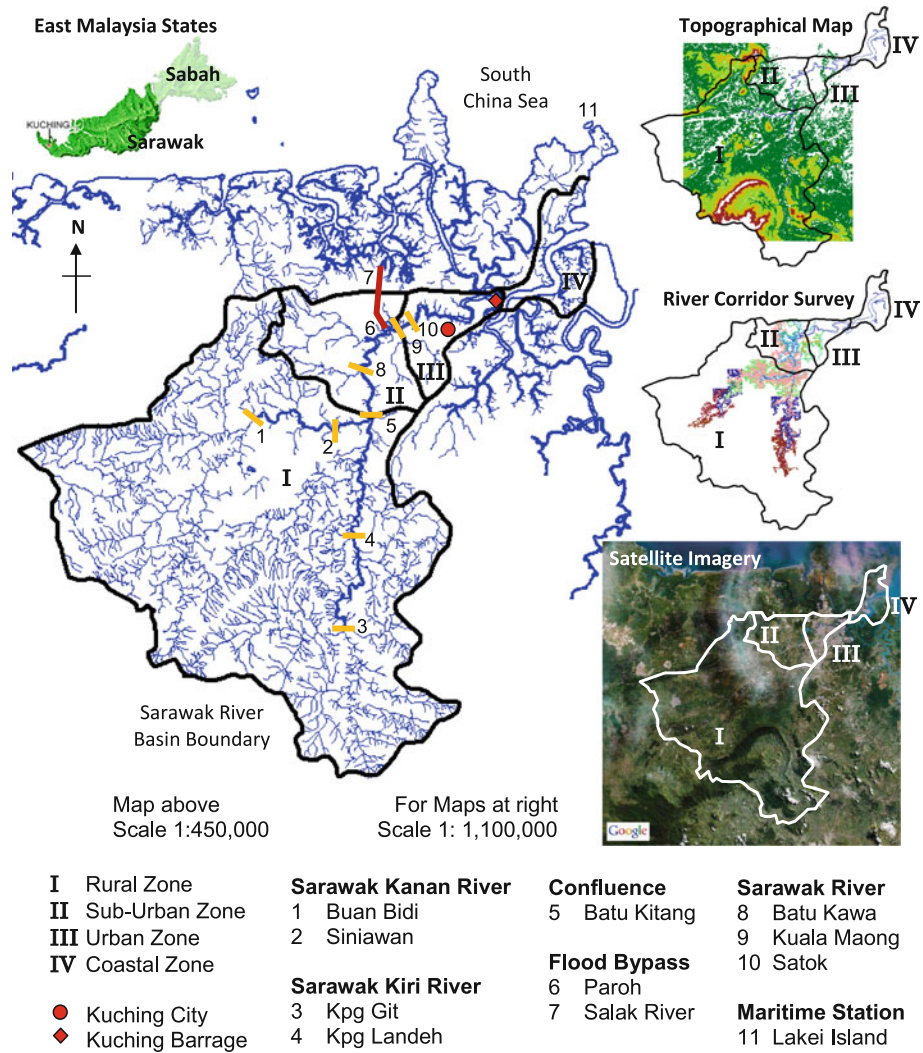 East Malaysia States
Sabah
KUCHING
Sarawak
South
China Sea
11
N
7
6
10
9
8
5
1
2
4
3
I
II
III
IV
Sarawak River
Basin Boundary
Map above
Scale 1:450,000
For Maps at right
Scale 1: 1,100,000
Topographical Map
I
II
III
IV
River Corridor Survey
I
II
III
IV
Satellite Imagery
I
II
III
IV
Google
I Rural Zone
II Sub-Urban Zone
III Urban Zone
IV Coastal Zone
Kuching City
Kuching Barrage
Sarawak Kanan River
1 Buan Bidi
2 Siniawan
Sarawak Kiri River
3 Kpg Git
4 Kpg Landeh
Confluence
5 Batu Kitang
Flood Bypass
6 Paroh
7 Salak River
Sarawak River
8 Batu Kawa
9 Kuala Maong
10 Satok
Maritime Station
11 Lakei Island